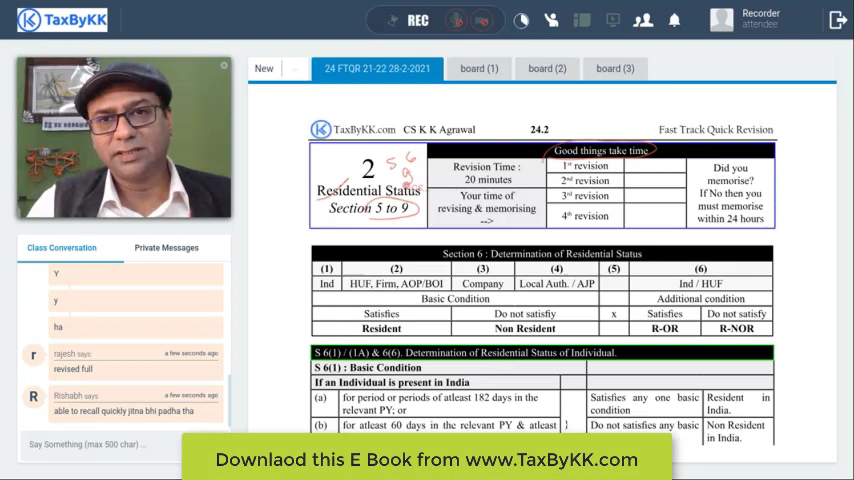 TaxByKK
REC
Recorder
attendee
New
24 FTQR 21-22 28-2-2021
board (1)
board (2)
board (3)
TaxByKK.com CS K K Agrawal
24.2
Fast Track Quick Revision
2
5 6
9
Residential Status
Section 5 to 9
Good things take time
Revision Time :
20 minutes
Your time of
revising & memorising
-->
1st revision
2nd revision
3rd revision
4th revision
Did you
memorise?
If No then you
must memorise
within 24 hours
Section 6 : Determination of Residential Status
(1) (2) (3) (4) (5) (6)
Ind HUF, Firm, AOP/BOI Company Local Auth. / AJP Ind / HUF
Basic Condition Additional condition
Satisfies Do not satisfiy x Satisfies Do not satisfy
Resident Non Resident R-OR R-NOR
S 6(1) / (1A) & 6(6). Determination of Residential Status of Individual.
S 6(1) : Basic Condition
If an Individual is present in India
(a) for period or periods of atleast 182 days in the
relevant PY; or
Satisfies any one basic
condition
Resident in
India.
(b) for atleast 60 days in the relevant PY & atleast }
Do not satisfies any basic
Non Resident
in India.
Class Conversation
Private Messages
Y
y
ha
r
rajesh says:
a few seconds ago
revised full
R
Rishabh says:
a few seconds ago
able to recall quickly jitna bhi padha tha
Say Something (max 500 char) ...
Downlaod this E Book from www.TaxByKK.com